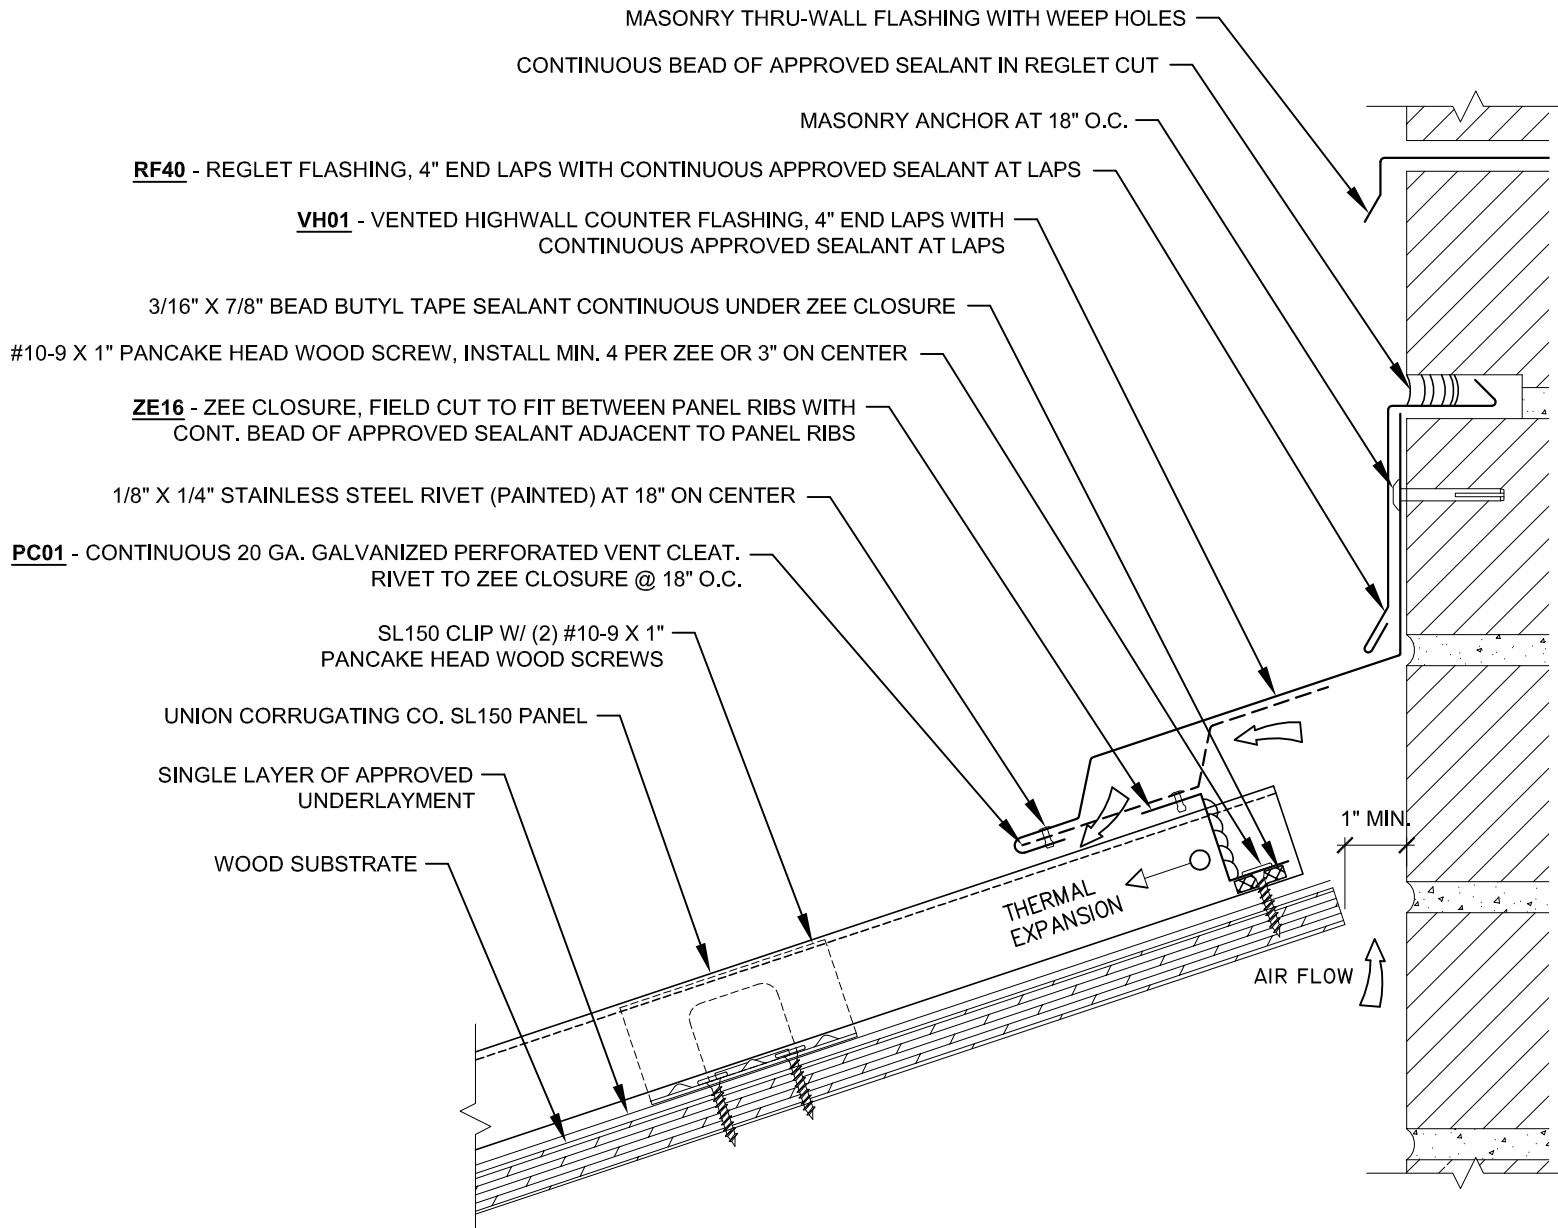 MASONRY THRU-WALL FLASHING WITH WEEP HOLES
CONTINUOUS BEAD OF APPROVED SEALANT IN REGLET CUT
MASONRY ANCHOR AT 18" O.C.
RF40 - REGLET FLASHING, 4" END LAPS WITH CONTINUOUS APPROVED SEALANT AT LAPS
VH01 - VENTED HIGHWALL COUNTER FLASHING, 4" END LAPS WITH
CONTINUOUS APPROVED SEALANT AT LAPS
3/16" X 7/8" BEAD BUTYL TAPE SEALANT CONTINUOUS UNDER ZEE CLOSURE
#10-9 X 1" PANCAKE HEAD WOOD SCREW, INSTALL MIN. 4 PER ZEE OR 3" ON CENTER
ZE16 - ZEE CLOSURE, FIELD CUT TO FIT BETWEEN PANEL RIBS WITH
CONT. BEAD OF APPROVED SEALANT ADJACENT TO PANEL RIBS
1/8" X 1/4" STAINLESS STEEL RIVET (PAINTED) AT 18" ON CENTER
PC01 - CONTINUOUS 20 GA. GALVANIZED PERFORATED VENT CLEAT.
RIVET TO ZEE CLOSURE @ 18" O.C.
SL150 CLIP W/ (2) #10-9 X 1"
PANCAKE HEAD WOOD SCREWS
UNION CORRUGATING CO. SL150 PANEL
SINGLE LAYER OF APPROVED
UNDERLAYMENT
WOOD SUBSTRATE
1" MIN.
THERMAL
EXPANSION
AIR FLOW